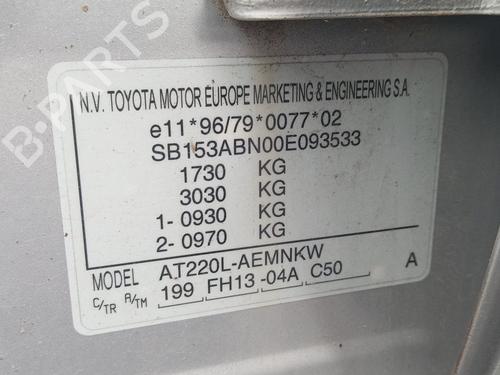 N.V. TOYOTA MOTOR EUROPE MARKETING & ENGINEERING S.A.
e11*96/79*0077*02
SB153ABN00E093533
1730 KG
3030 KG
1- 0930 KG
2- 0970 KG
MODEL AT220L-AEMNKW
C/TR A/TM 199 FH13 -04A C50 A